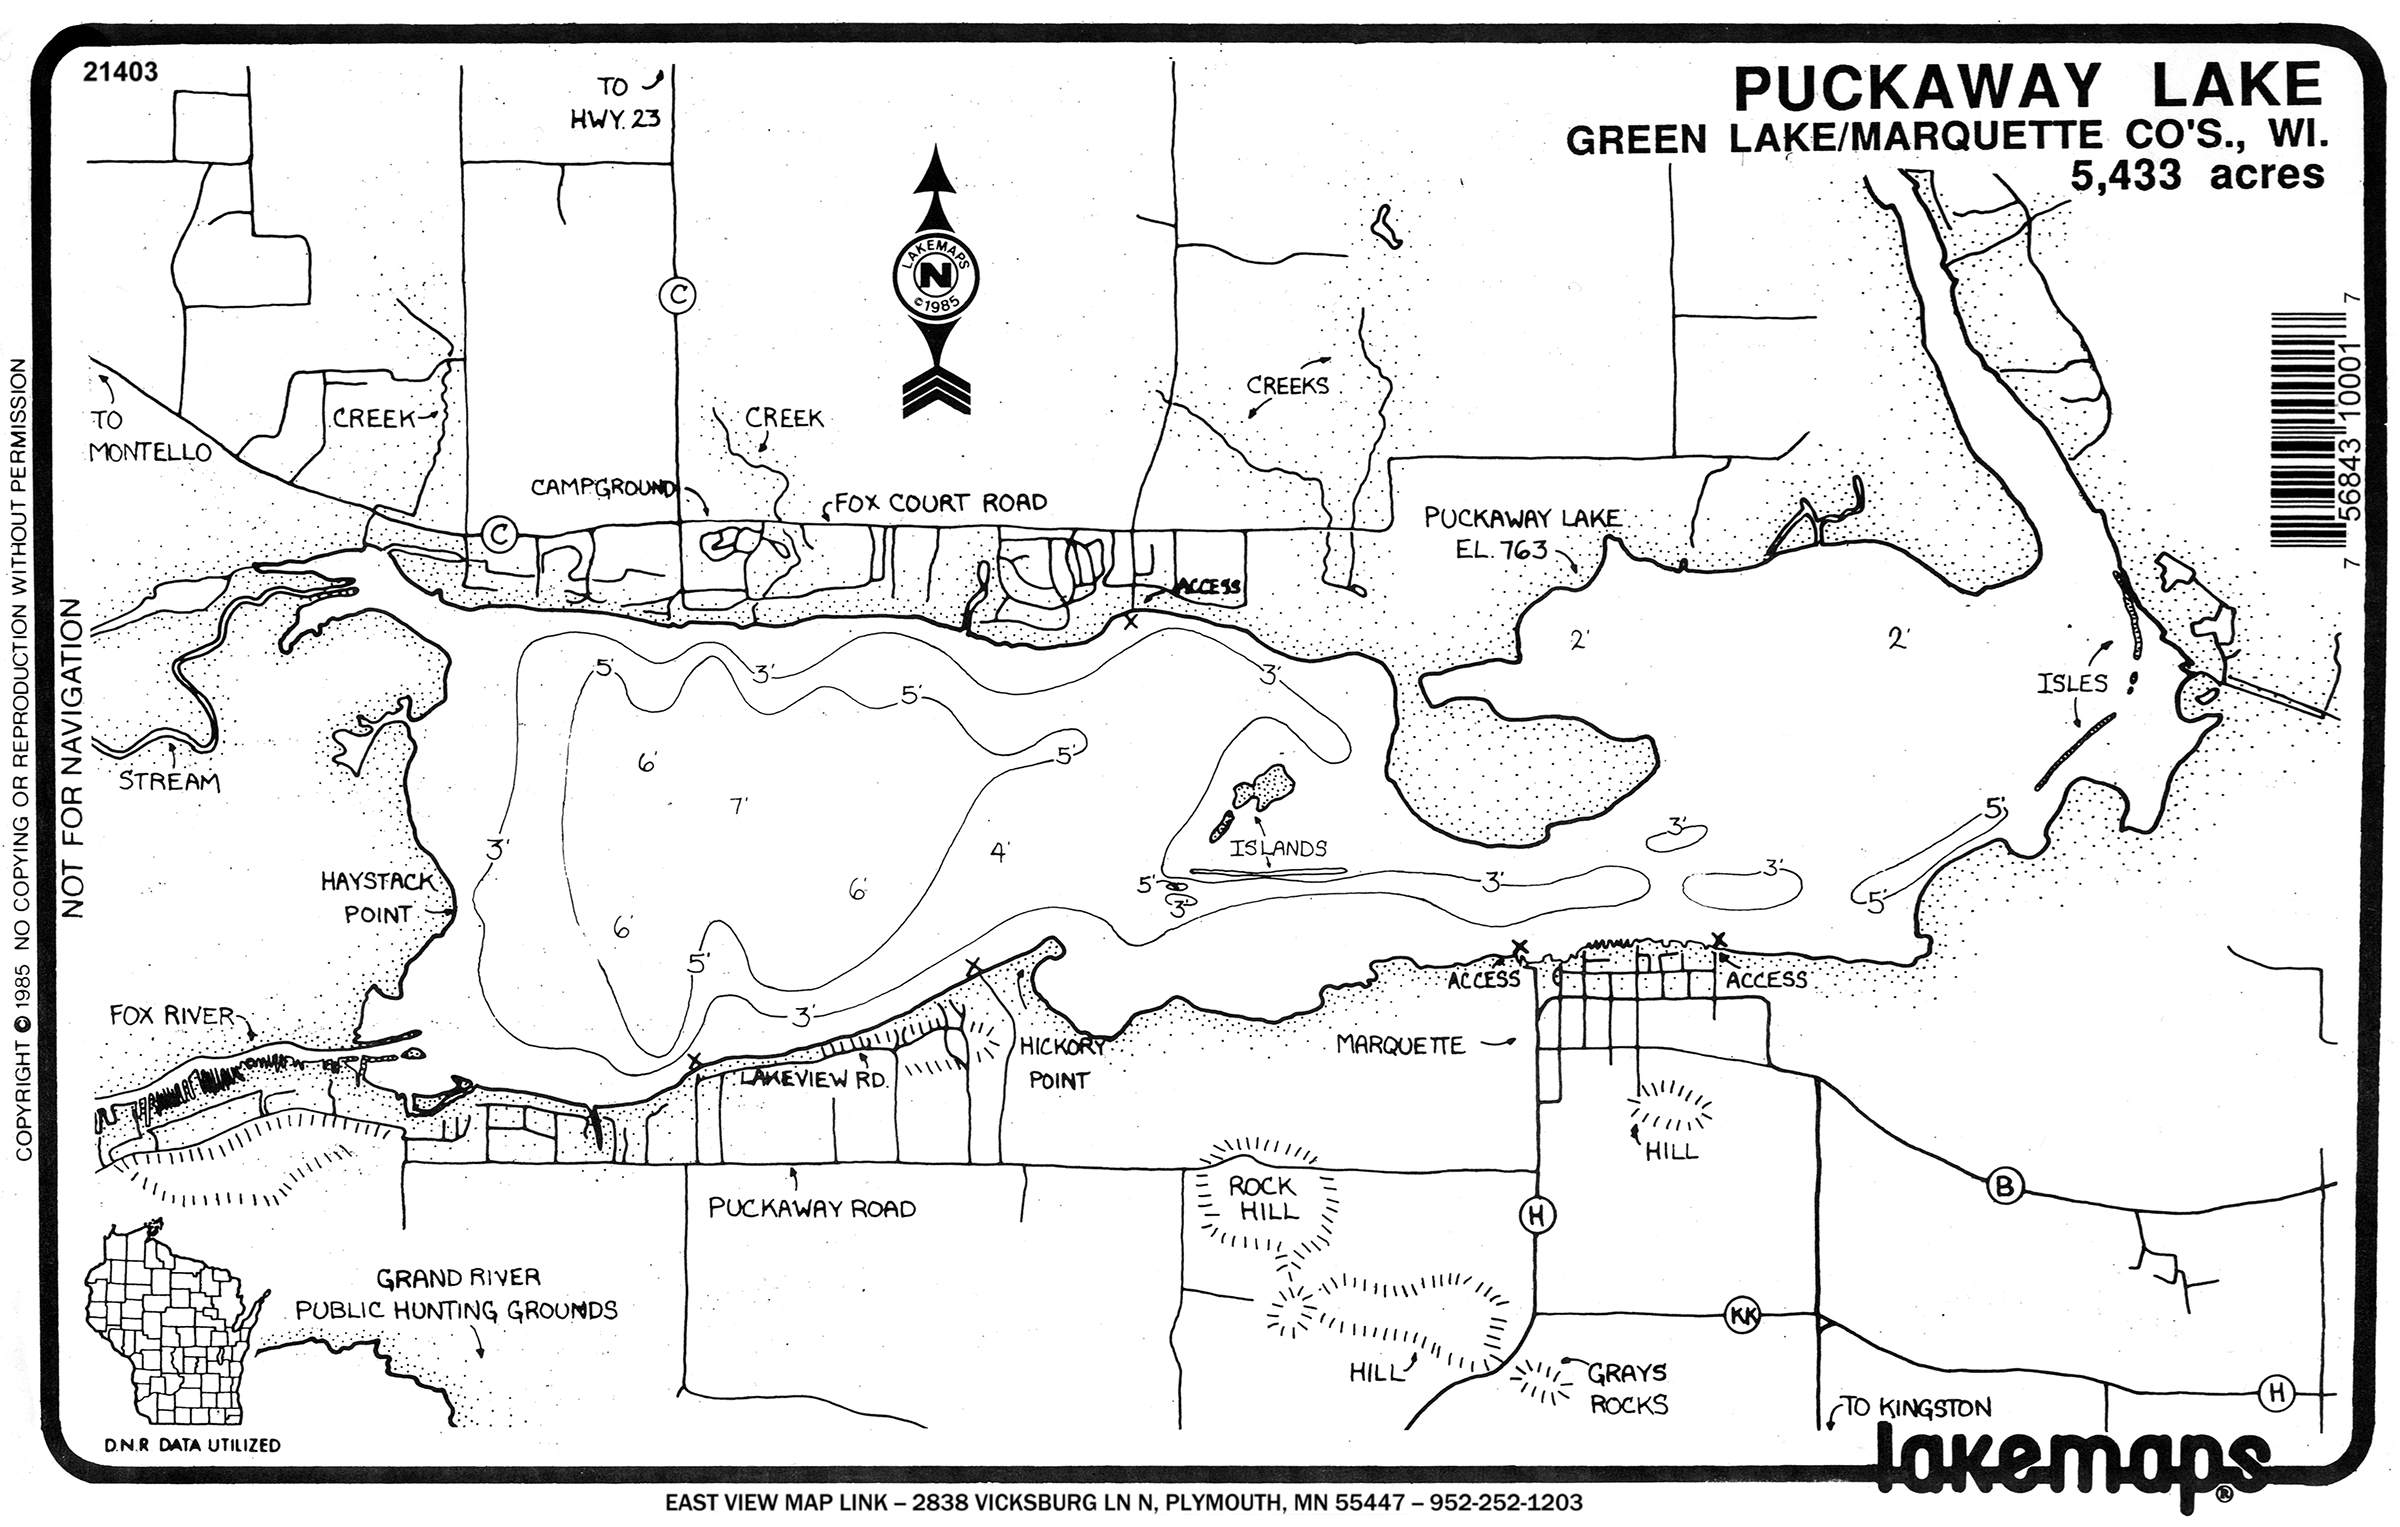 21403
PUCKAWAY LAKE
GREEN LAKE/MARQUETTE CO'S., WI.
5,433 acres
TO
HWY. 23
LAKEMAPS
N
©1985
C
CREEKS
CREEK
CREEK
TO
MONTELLO
CAMPGROUND
FOX COURT ROAD
C
PUCKAWAY LAKE
EL. 763
ACCESS
2'
2'
ISLES
STREAM
5'
3'
5'
3'
5'
6'
7'
3'
4'
6'
6'
5'
3'
ISLANDS
5'
3'
3'
3'
3'
5'
5'
HAYSTACK
POINT
FOX RIVER
ACCESS
ACCESS
MARQUETTE
HICKORY
POINT
LAKEVIEW RD.
HILL
PUCKAWAY ROAD
ROCK
HILL
H
B
GRAND RIVER
PUBLIC HUNTING GROUNDS
KK
HILL
GRAYS
ROCKS
H
TO KINGSTON
D.N.R DATA UTILIZED
lakemaps®
EAST VIEW MAP LINK – 2838 VICKSBURG LN N, PLYMOUTH, MN 55447 – 952-252-1203
COPYRIGHT © 1985 NO COPYING OR REPRODUCTION WITHOUT PERMISSION
NOT FOR NAVIGATION
7 56843 10001 7